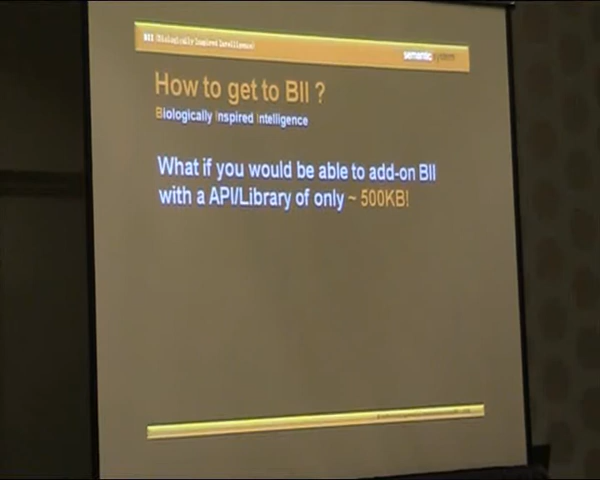 BII (Biologically Inspired Intelligence)
semantic system
How to get to BII ?
Biologically Inspired Intelligence
What if you would be able to add-on BII
with a API/Library of only ~ 500KB!